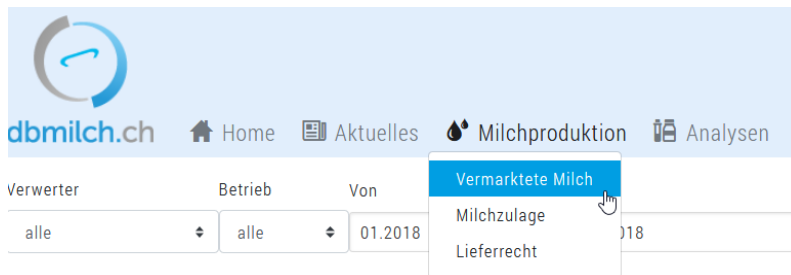 dbmilch.ch Home Aktuelles Milchproduktion Analysen
Verwerter Betrieb Von Vermarktete Milch
alle alle 01.2018 Milchzulage 018
Lieferrecht